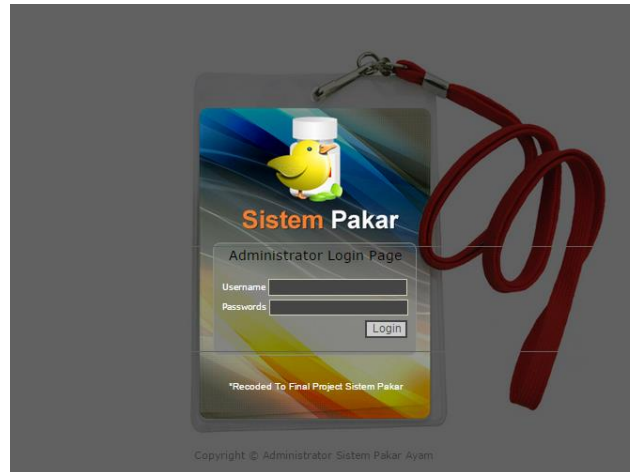 Sistem Pakar
Administrator Login Page
Username
Passwords
Login
*Recoded To Final Project Sistem Pakar
Copyright © Administrator Sistem Pakar Ayam